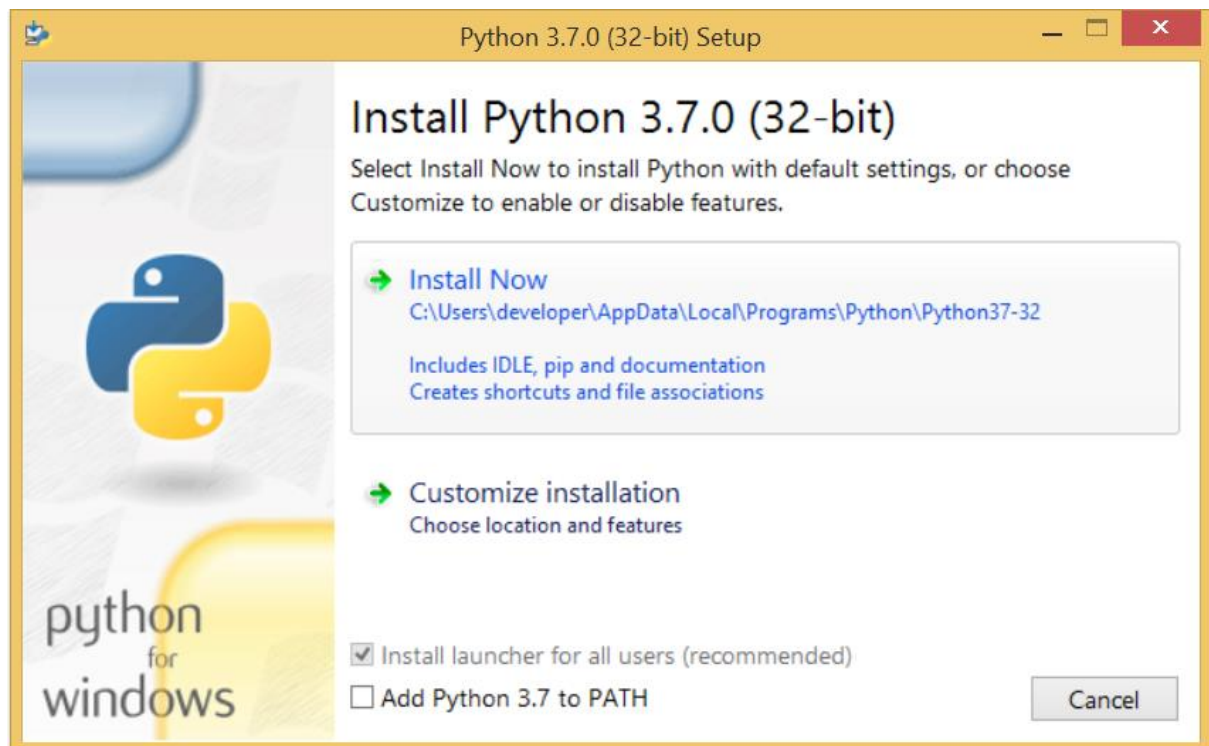 Python 3.7.0 (32-bit) Setup
Install Python 3.7.0 (32-bit)
Select Install Now to install Python with default settings, or choose
Customize to enable or disable features.
Install Now
C:\Users\developer\AppData\Local\Programs\Python\Python37-32
Includes IDLE, pip and documentation
Creates shortcuts and file associations
Customize installation
Choose location and features
python
for
windows
Install launcher for all users (recommended)
Add Python 3.7 to PATH
Cancel